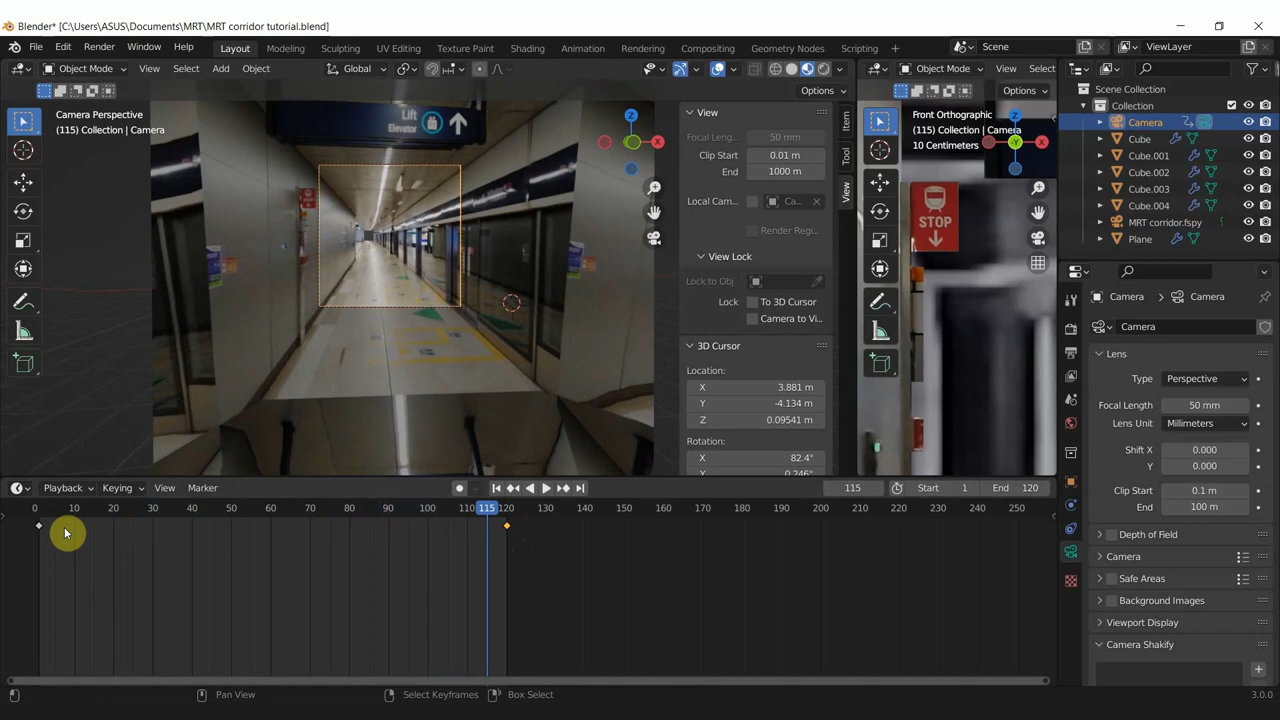 Blender* [C:\Users\ASUS\Documents\MRT\MRT corridor tutorial.blend]
File Edit Render Window Help
Layout Modeling Sculpting UV Editing Texture Paint Shading Animation Rendering Compositing Geometry Nodes Scripting +
Scene ViewLayer
Object Mode View Select Add Object Global
Object Mode View Select
Options
Options
Camera Perspective
(115) Collection | Camera
Lift
Elevator
Z
X
View
Focal Leng... 50 mm
Clip Start 0.01 m
End 1000 m
Local Cam... Ca...
Render Regi...
View Lock
Lock to Obj
Lock To 3D Cursor
Camera to Vi...
3D Cursor
Location:
X 3.881 m
Y -4.134 m
Z 0.09541 m
Rotation:
X 82.4°
Y 0.246°
Item
Tool
View
Front Orthographic
(115) Collection | Camera
10 Centimeters
Z
Y
X
STOP
Scene Collection
Collection
Camera
Cube
Cube.001
Cube.002
Cube.003
Cube.004
MRT corridor.fspy
Plane
Camera Camera
Camera
Lens
Type Perspective
Focal Length 50 mm
Lens Unit Millimeters
Shift X 0.000
Y 0.000
Clip Start 0.1 m
End 100 m
Depth of Field
Camera
Safe Areas
Background Images
Viewport Display
Camera Shakify
Playback Keying View Marker
115 Start 1 End 120
0 10 20 30 40 50 60 70 80 90 100 110 115 120 130 140 150 160 170 180 190 200 210 220 230 240 250
Pan View Select Keyframes Box Select
3.0.0